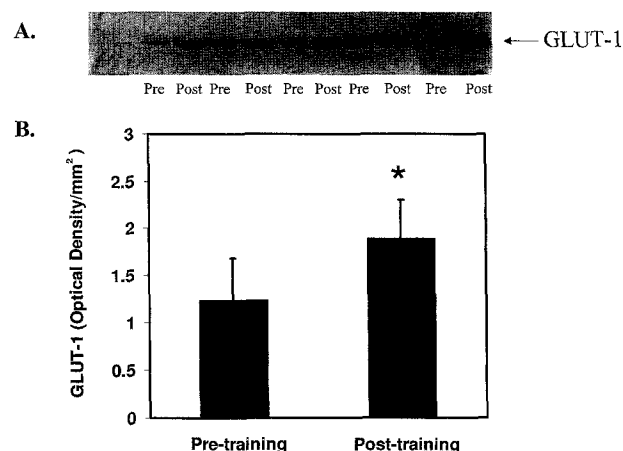 A.
← GLUT-1
Pre Post Pre Post Pre Post Pre Post Pre Post
B.
GLUT-1 (Optical Density/mm²)
3
2.5
2
1.5
1
0.5
0
*
Pre-training Post-training